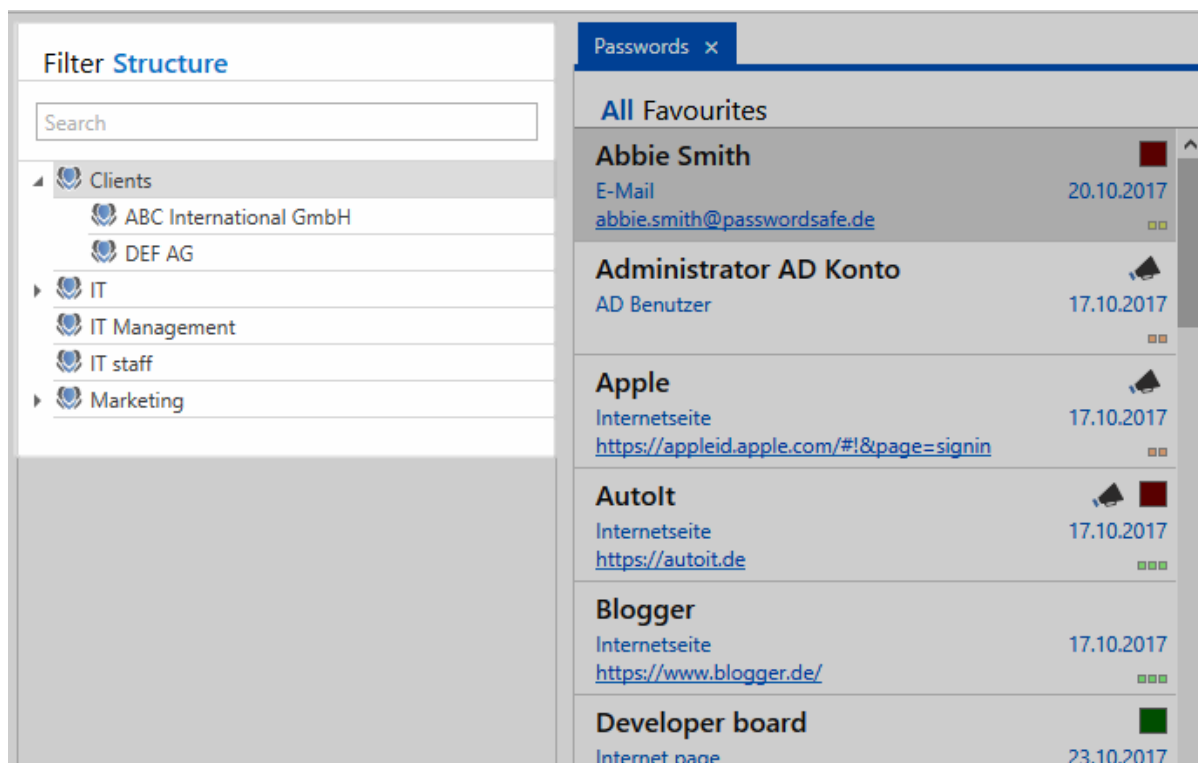 Filter Structure
Search
Clients
ABC International GmbH
DEF AG
IT
IT Management
IT staff
Marketing
Passwords ×
All Favourites
Abbie Smith
E-Mail 20.10.2017
abbie.smith@passwordsafe.de
Administrator AD Konto
AD Benutzer 17.10.2017
Apple
Internetseite 17.10.2017
https://appleid.apple.com/#!&page=signin
AutoIt
Internetseite 17.10.2017
https://autoit.de
Blogger
Internetseite 17.10.2017
https://www.blogger.de/
Developer board
Internet page 23.10.2017